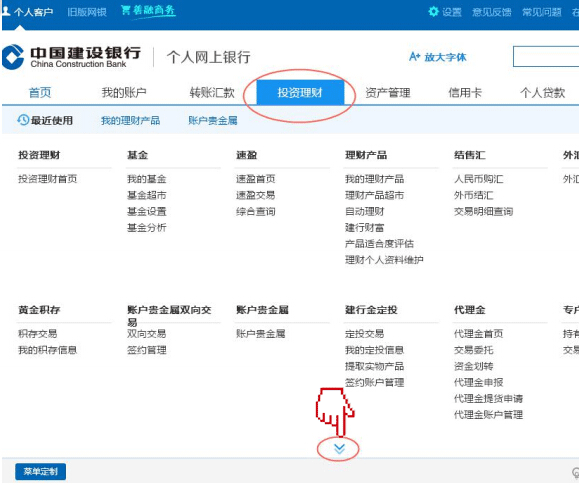 个人客户 旧版网银 善融商务 设置 意见反馈 常见问题
中国建设银行 个人网上银行 A+ 放大字体
China Construction Bank
首页 我的账户 转账汇款 投资理财 资产管理 信用卡 个人贷款
最近使用 我的理财产品 账户贵金属
投资理财 基金 速盈 理财产品 结售汇 外汇
投资理财首页 我的基金 速盈首页 我的理财产品 人民币购汇 外汇
基金超市 速盈交易 理财产品超市 外币结汇
基金设置 综合查询 自动理财 交易明细查询
基金分析 建行财富
产品适合度评估
理财个人资料维护
黄金积存 账户贵金属双向交易 账户贵金属 建行金定投 代理金 专户
积存交易 双向交易 账户贵金属 定投交易 代理金首页 持有
我的积存信息 签约管理 我的定投信息 交易委托 交易
提取实物产品 资金划转
签约账户管理 代理金申报
代理金提货申请
代理金账户管理
菜单定制